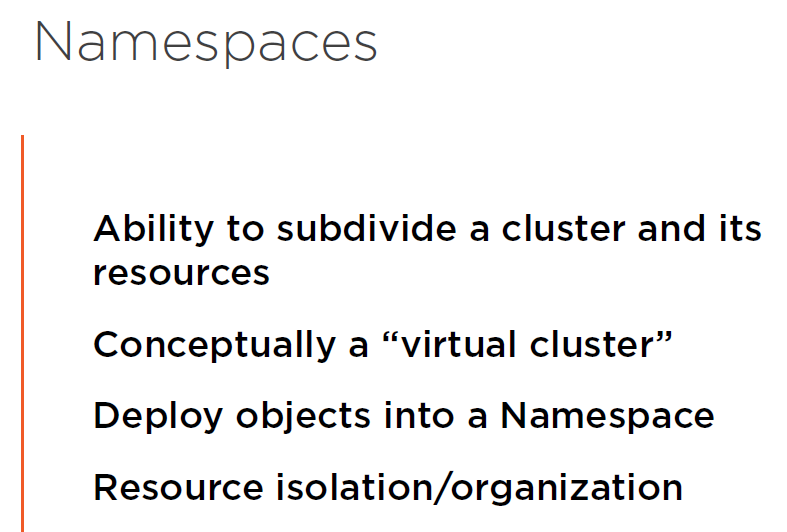 Namespaces
Ability to subdivide a cluster and its
resources
Conceptually a “virtual cluster”
Deploy objects into a Namespace
Resource isolation/organization